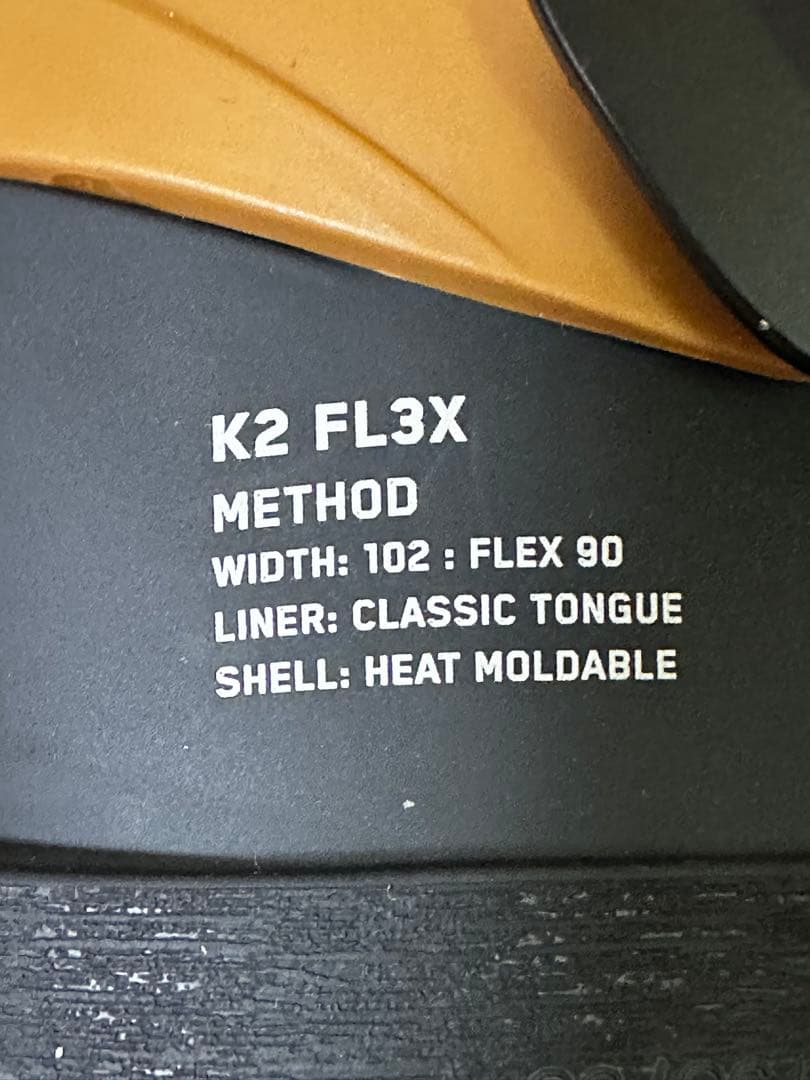 K2 FL3X
METHOD
WIDTH: 102 : FLEX 90
LINER: CLASSIC TONGUE
SHELL: HEAT MOLDABLE